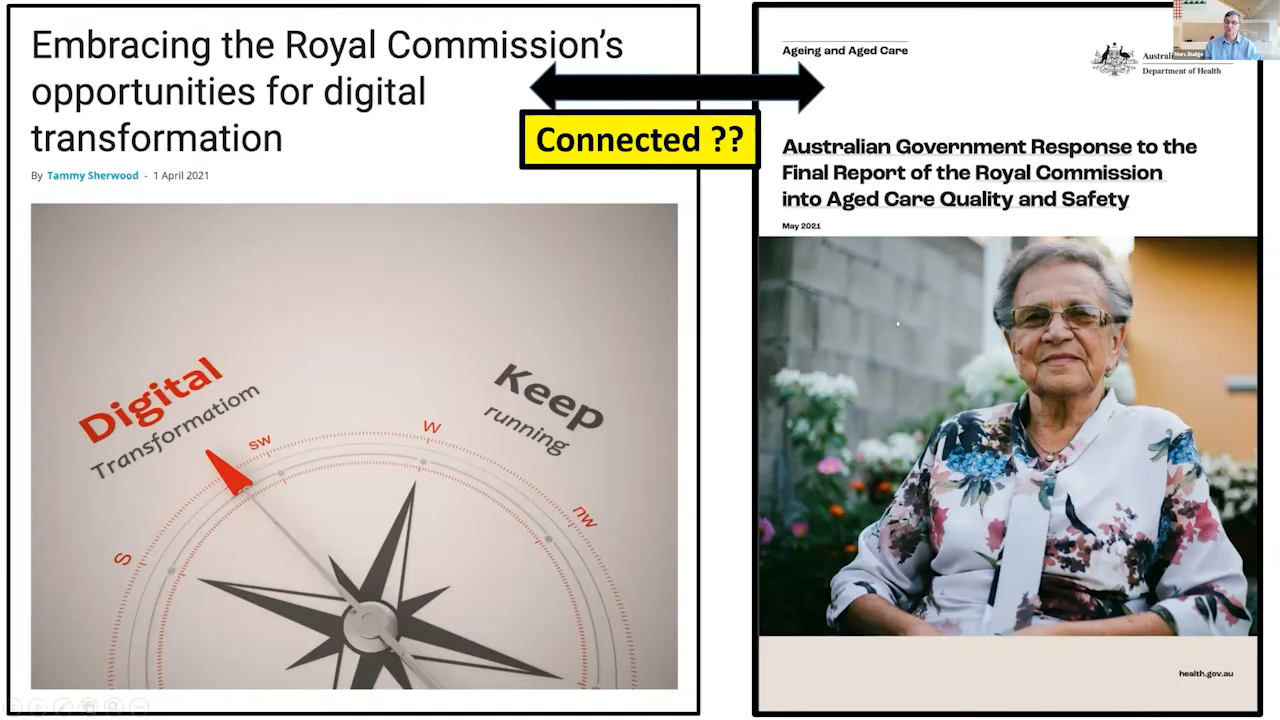 Embracing the Royal Commission's
opportunities for digital
transformation
By Tammy Sherwood - 1 April 2021
Digital
Transformatiom
Keep
running
S
SW
W
NW
Connected ??
Ageing and Aged Care
Department of Health
Australian Government Response to the
Final Report of the Royal Commission
into Aged Care Quality and Safety
May 2021
health.gov.au
Marc Budge